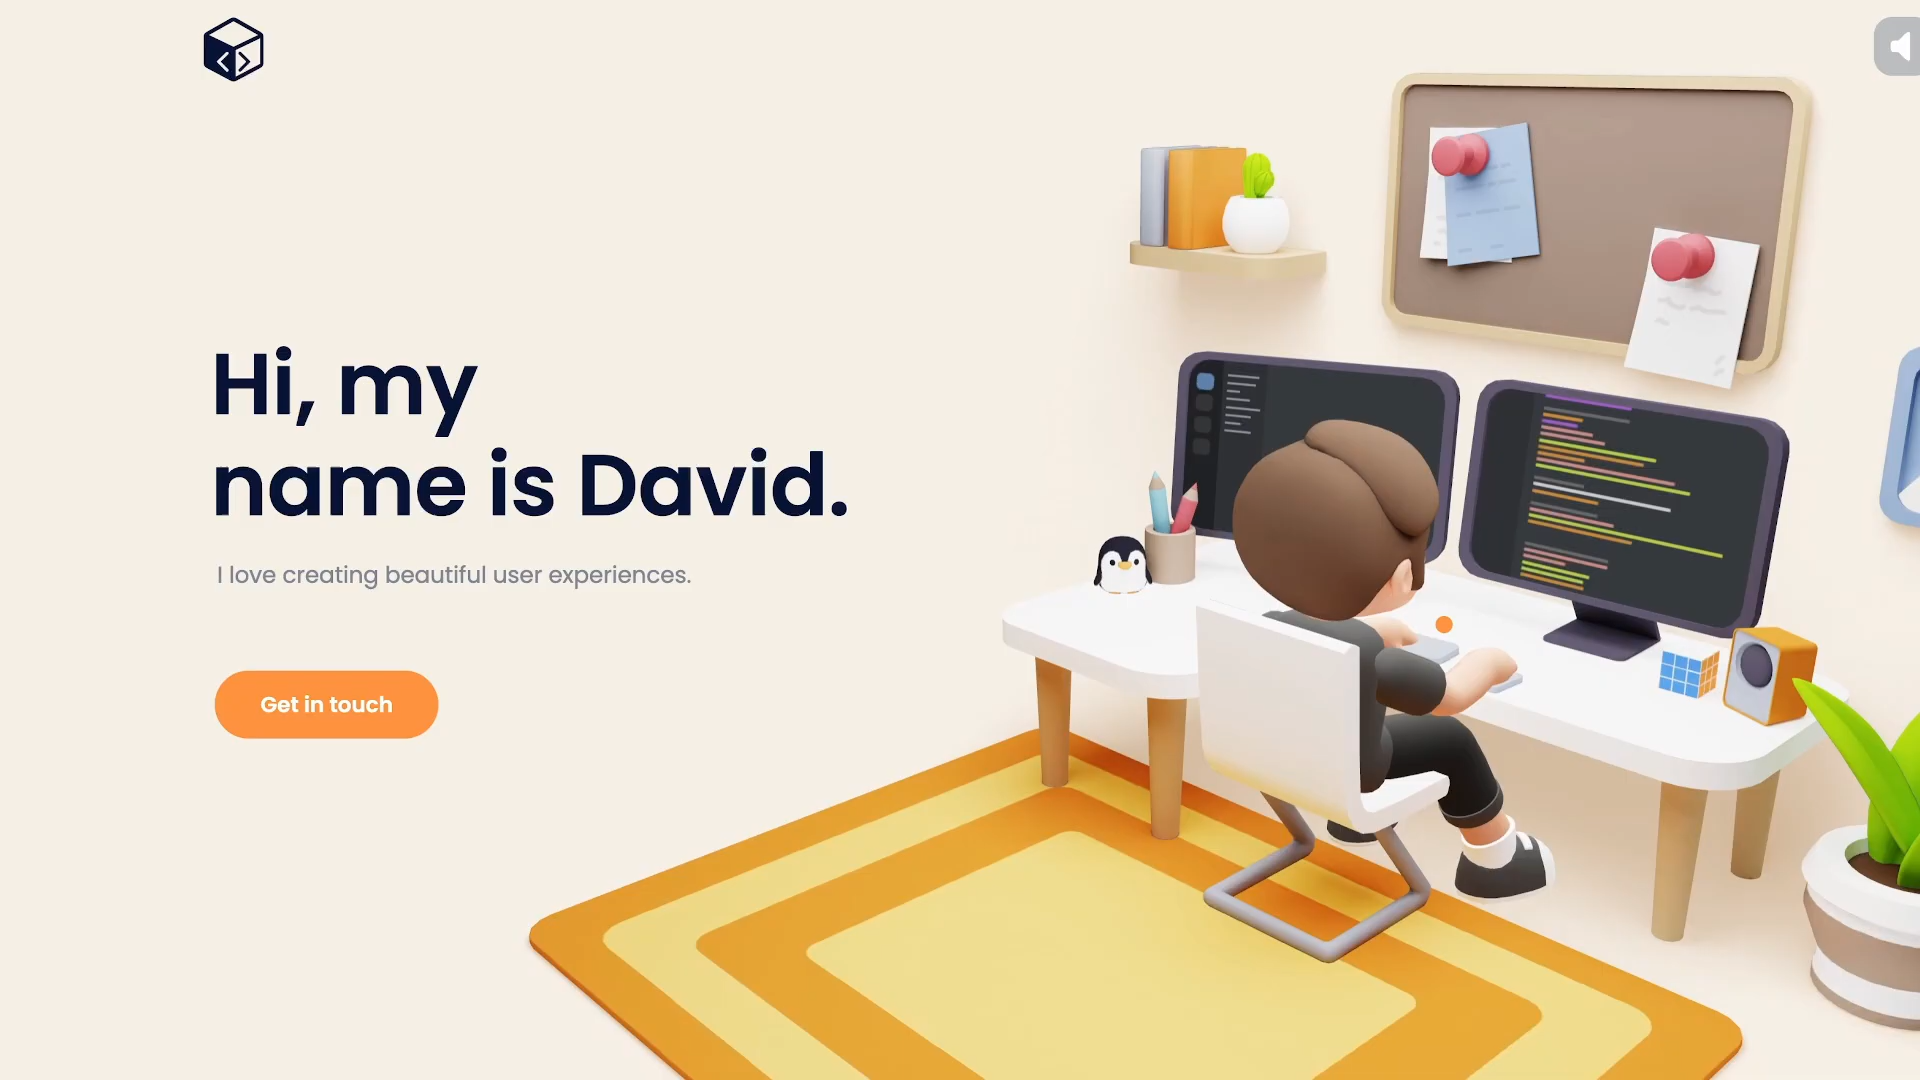 Hi, my
name is David.
I love creating beautiful user experiences.
Get in touch